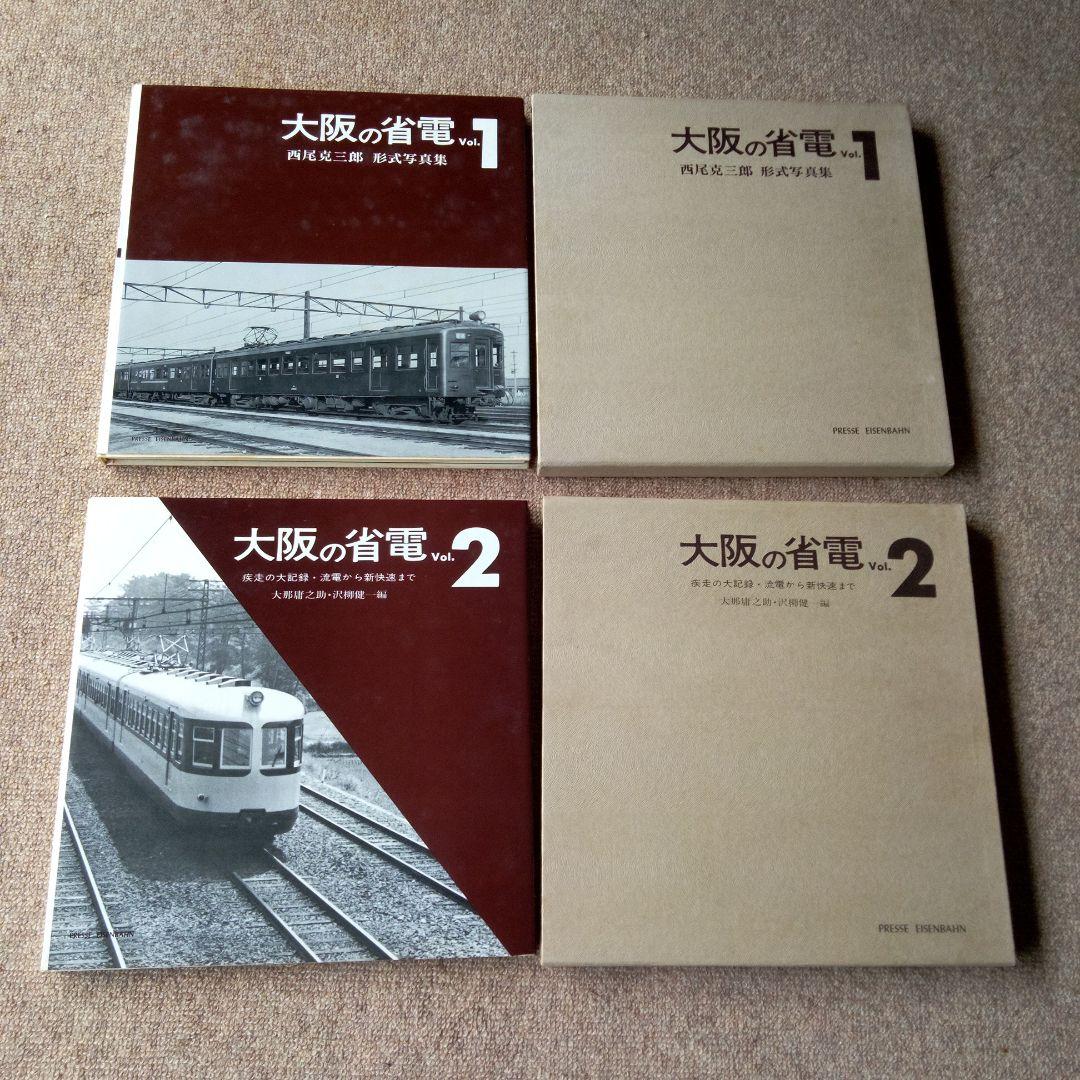 大阪の省電 Vol.1
西尾克三郎 形式写真集
PRESSE EISENBAHN
大阪の省電 Vol.1
西尾克三郎 形式写真集
PRESSE EISENBAHN
大阪の省電 Vol.2
疾走の大記録・流電から新快速まで
大那庸之助・沢柳健一編
PRESSE EISENBAHN
大阪の省電 Vol.2
疾走の大記録・流電から新快速まで
大那庸之助・沢柳健一編
PRESSE EISENBAHN